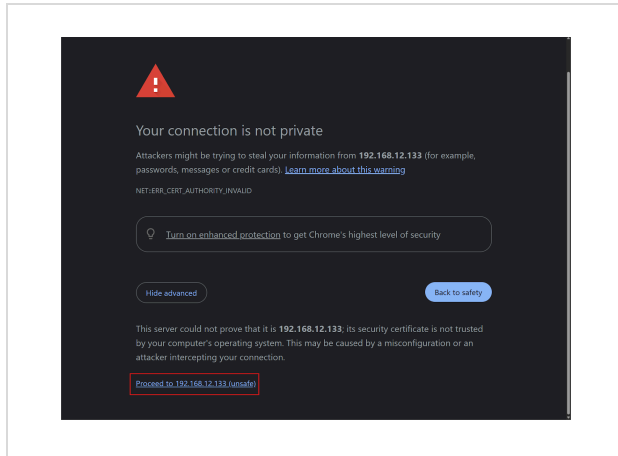 Your connection is not private
Attackers might be trying to steal your information from 192.168.12.133 (for example,
passwords, messages or credit cards). Learn more about this warning
NET::ERR_CERT_AUTHORITY_INVALID
Turn on enhanced protection to get Chrome's highest level of security
Hide advanced
Back to safety
This server could not prove that it is 192.168.12.133; its security certificate is not trusted
by your computer's operating system. This may be caused by a misconfiguration or an
attacker intercepting your connection.
Proceed to 192.168.12.133 (unsafe)